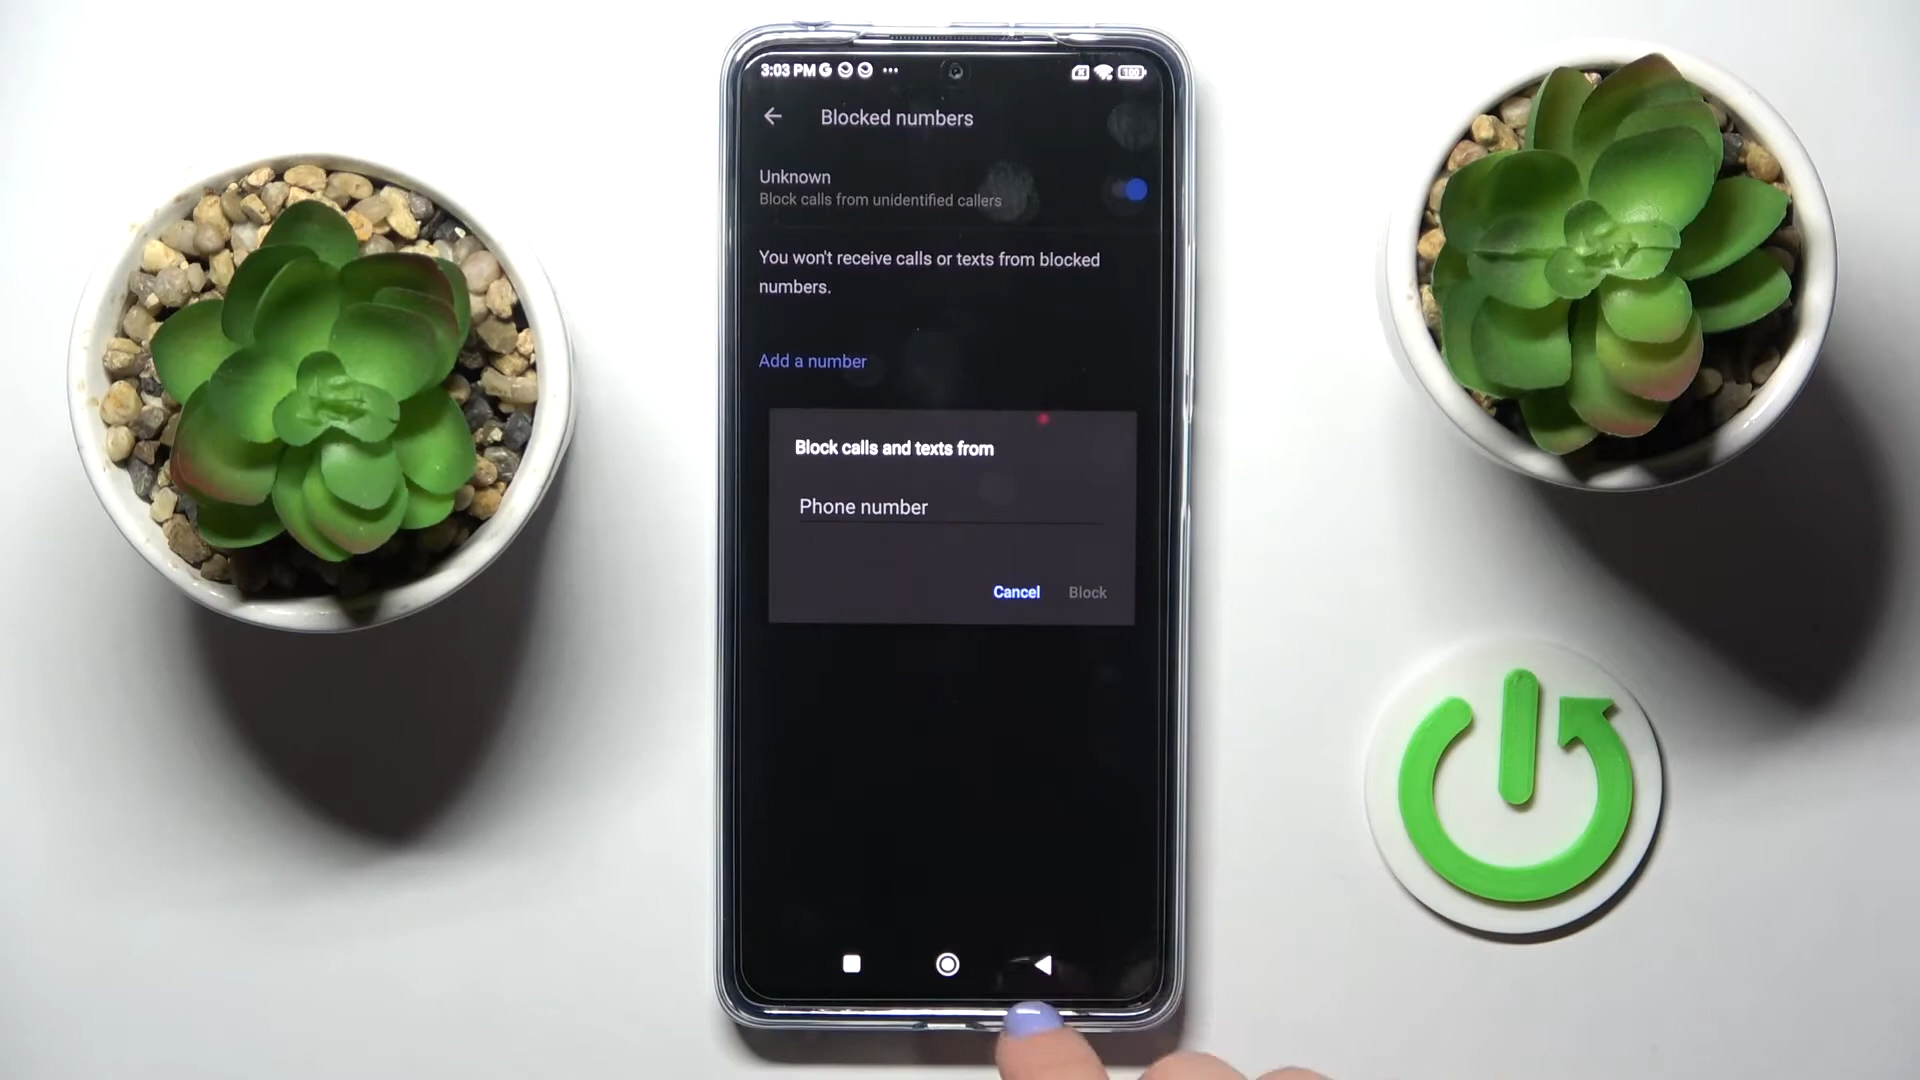 3:03 PM
100
Blocked numbers
Unknown
Block calls from unidentified callers
You won't receive calls or texts from blocked
numbers.
Add a number
Block calls and texts from
Phone number
Cancel Block